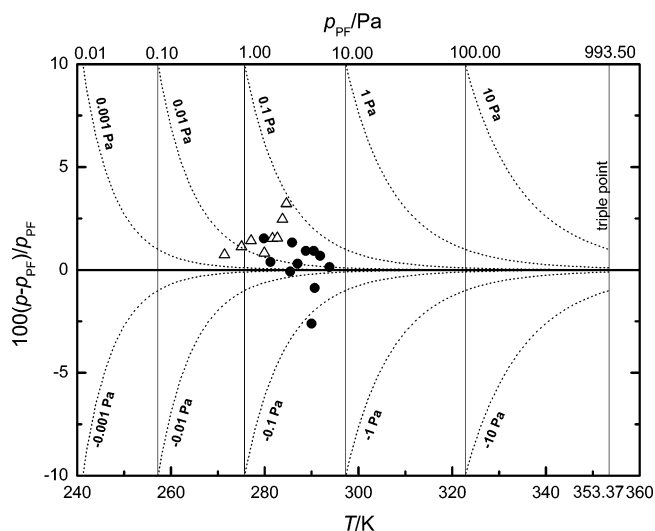 p_PF/Pa
0.01 0.10 1.00 10.00 100.00 993.50
10
5
0
-5
-10
100(p-p_PF)/p_PF
0.001 Pa
0.01 Pa
0.1 Pa
1 Pa
10 Pa
triple point
-0.001 Pa
-0.01 Pa
-0.1 Pa
-1 Pa
-10 Pa
240 260 280 300 320 340 353.37 360
T/K